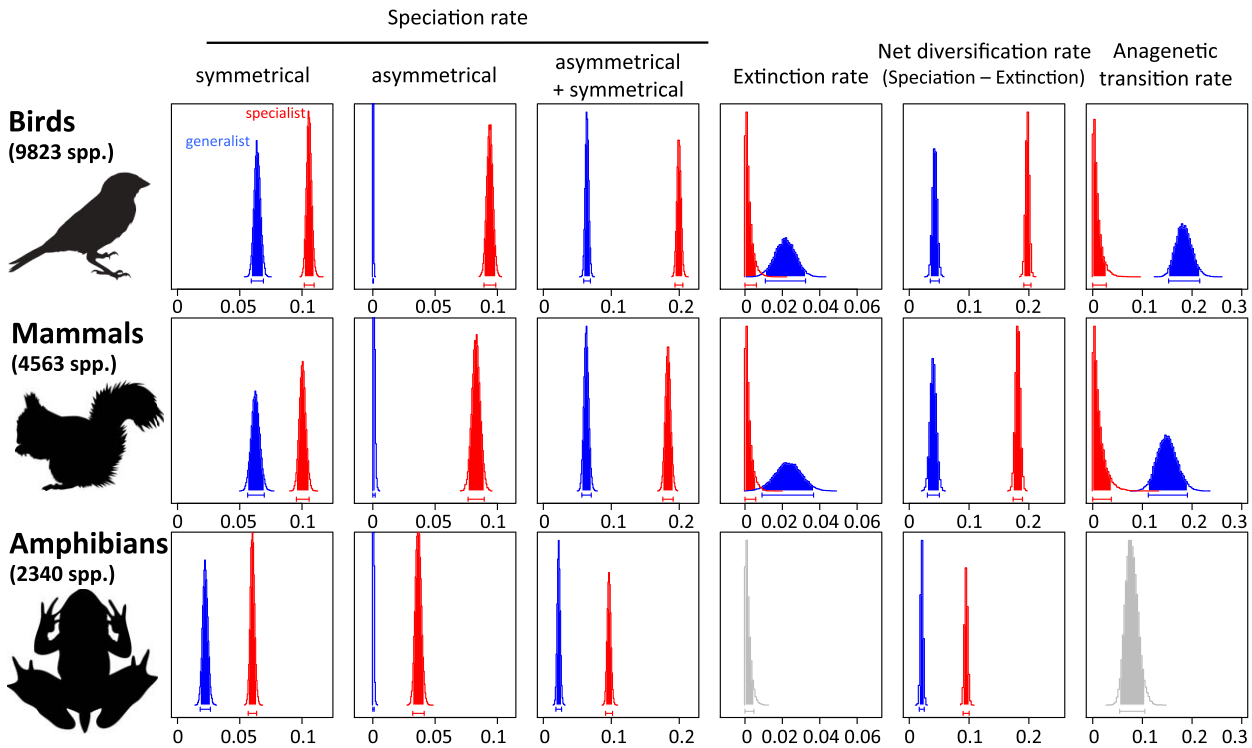 Speciation rate
symmetrical
asymmetrical
asymmetrical
+ symmetrical
Extinction rate
Net diversification rate
(Speciation – Extinction)
Anagenetic
transition rate
Birds
(9823 spp.)
generalist
specialist
0 0.05 0.1
0 0.05 0.1
0 0.1 0.2
0 0.02 0.04 0.06
0 0.1 0.2
0 0.1 0.2 0.3
Mammals
(4563 spp.)
0 0.05 0.1
0 0.05 0.1
0 0.1 0.2
0 0.02 0.04 0.06
0 0.1 0.2
0 0.1 0.2 0.3
Amphibians
(2340 spp.)
0 0.05 0.1
0 0.05 0.1
0 0.1 0.2
0 0.02 0.04 0.06
0 0.1 0.2
0 0.1 0.2 0.3